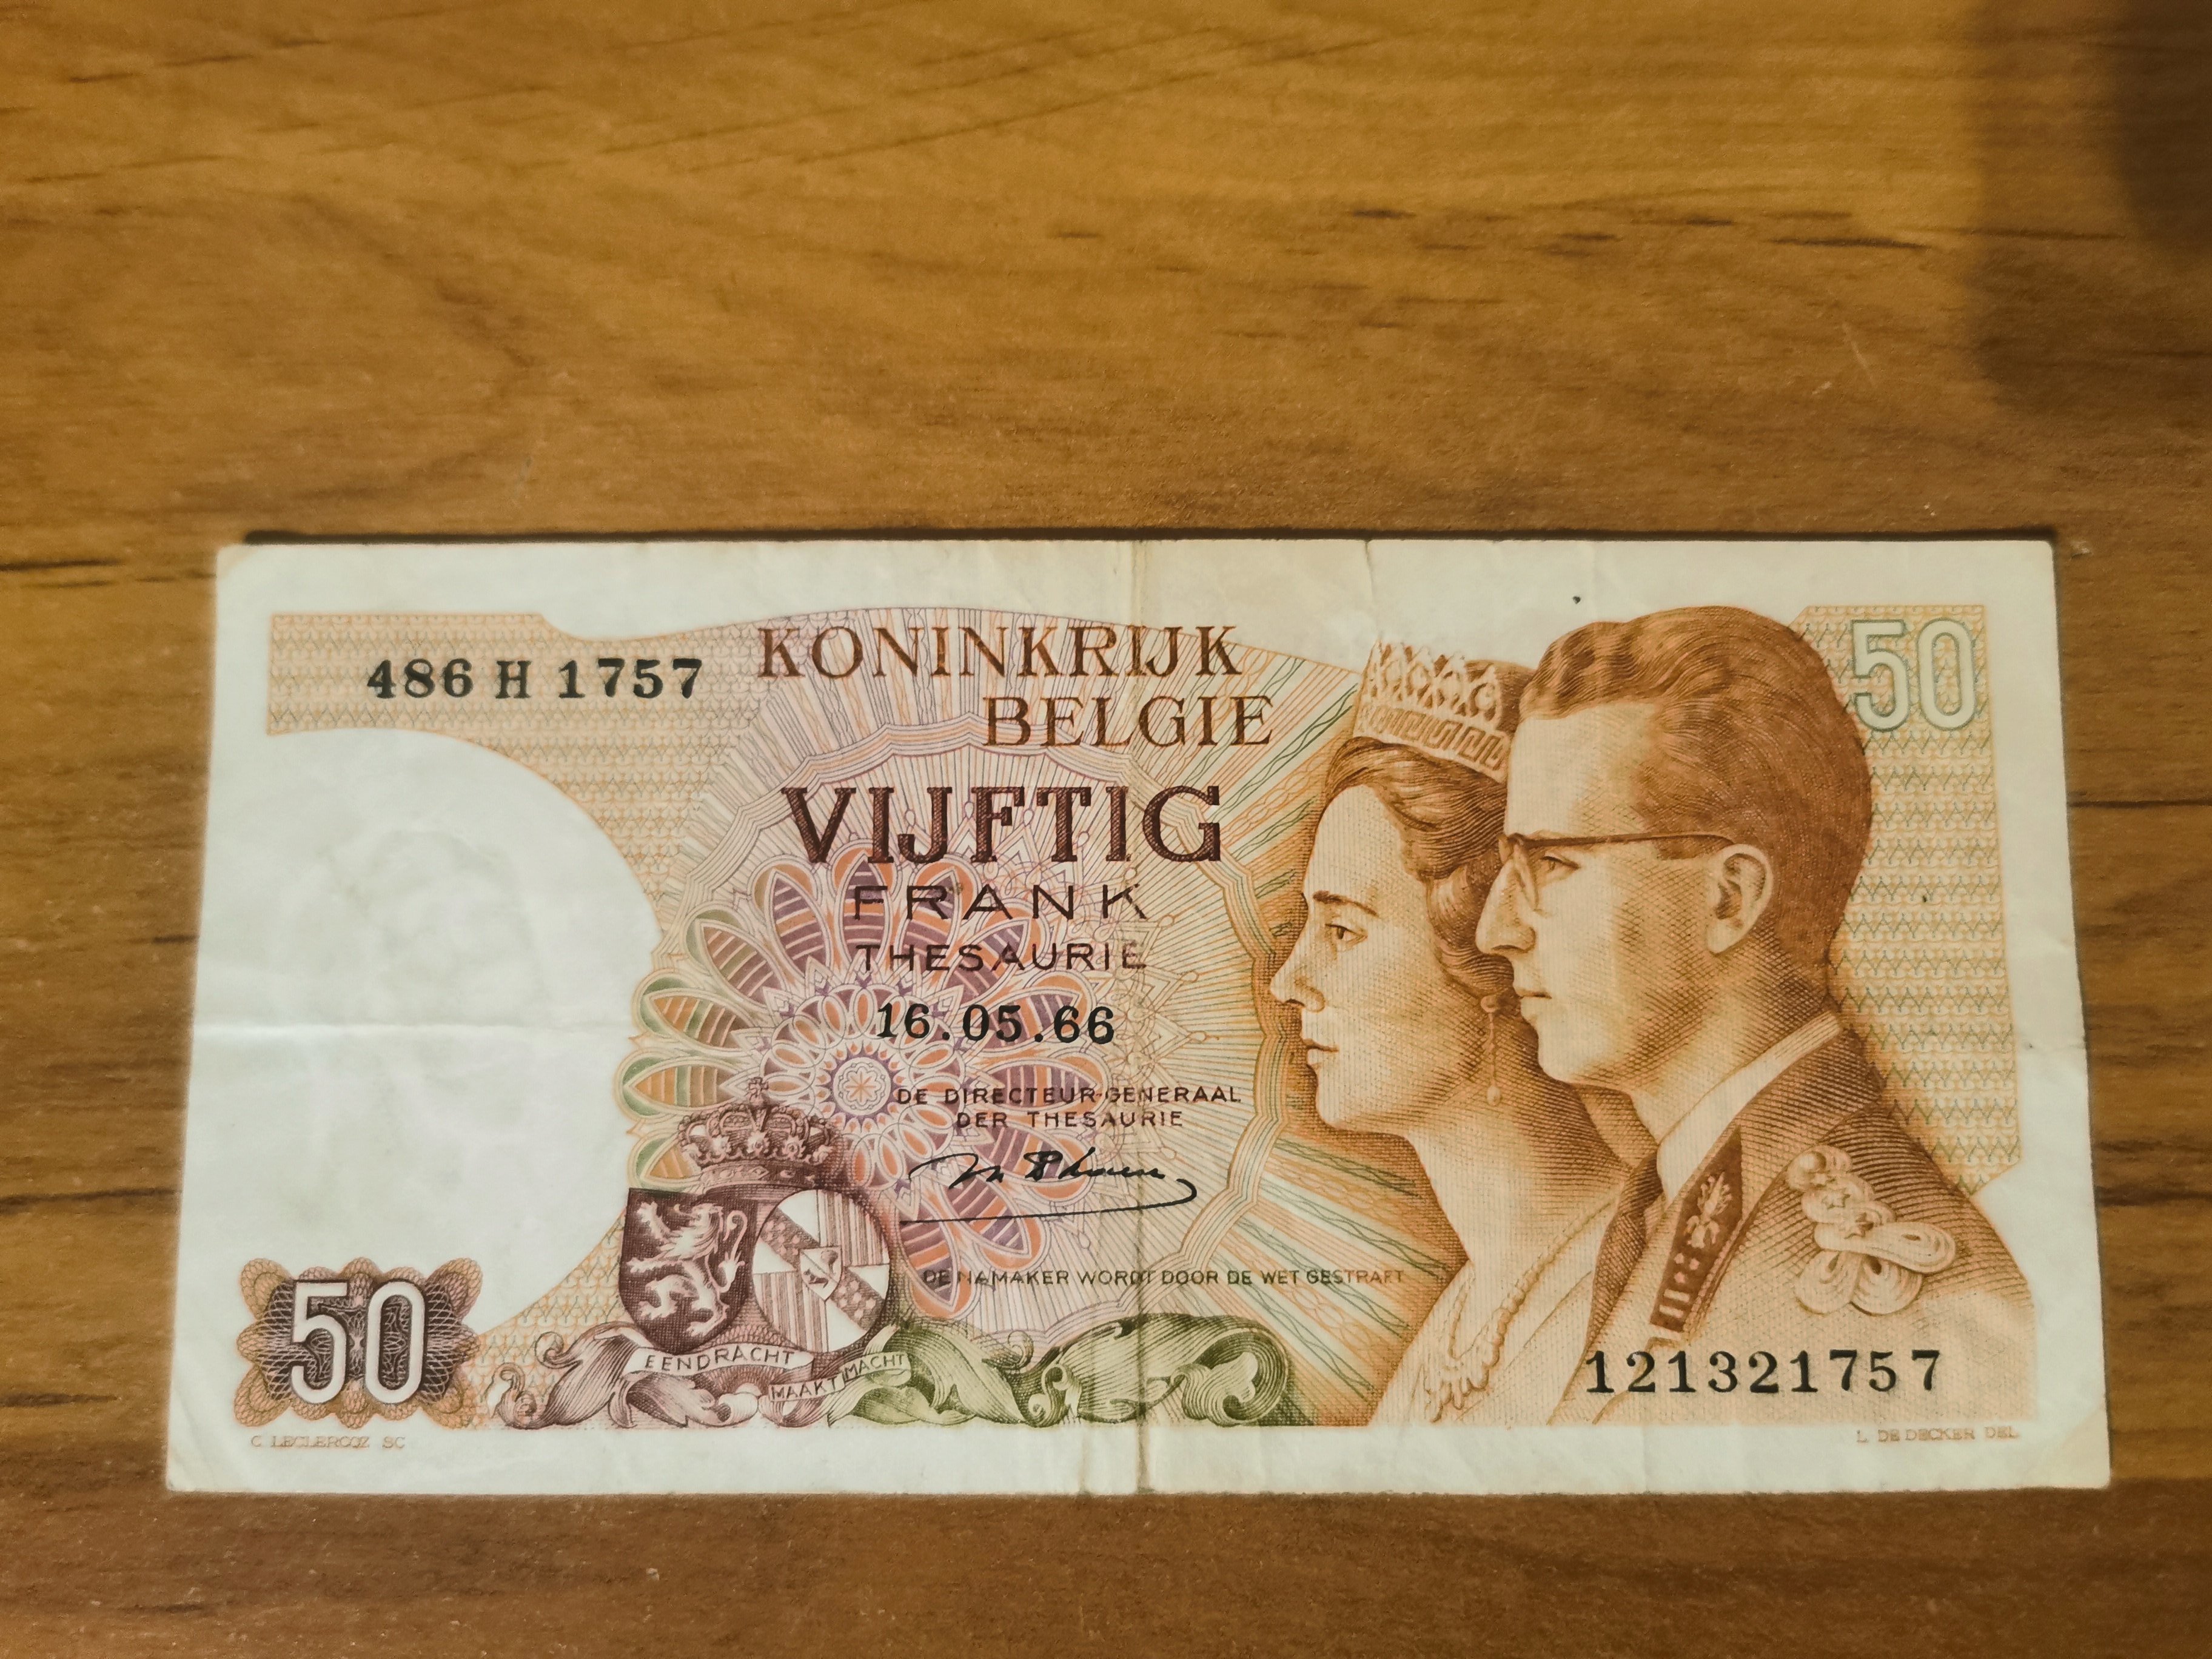 486 H 1757
KONINKRIJK
BELGIE
50
VIJFTIG
FRANK
THESAURIE
16.05.66
DE DIRECTEUR-GENERAAL
DER THESAURIE
DE NAMAKER WORDT DOOR DE WET GESTRAFT
50
EENDRACHT
MAAKT MACHT
121321757
C. LECLERCQZ SC
L. DE DECKER DEL.